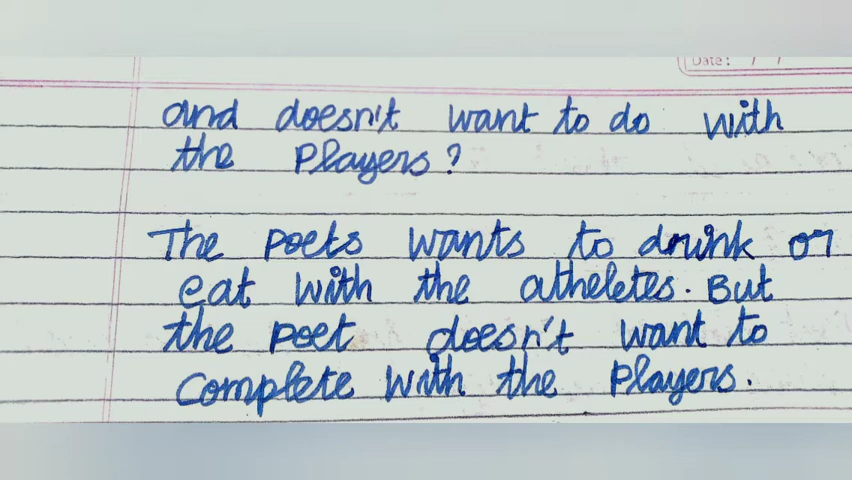 Date: / /
and doesn't want to do with
the Players?
The poets wants to drink or
eat with the atheletes. But
the poet doesn't want to
complete with the players.